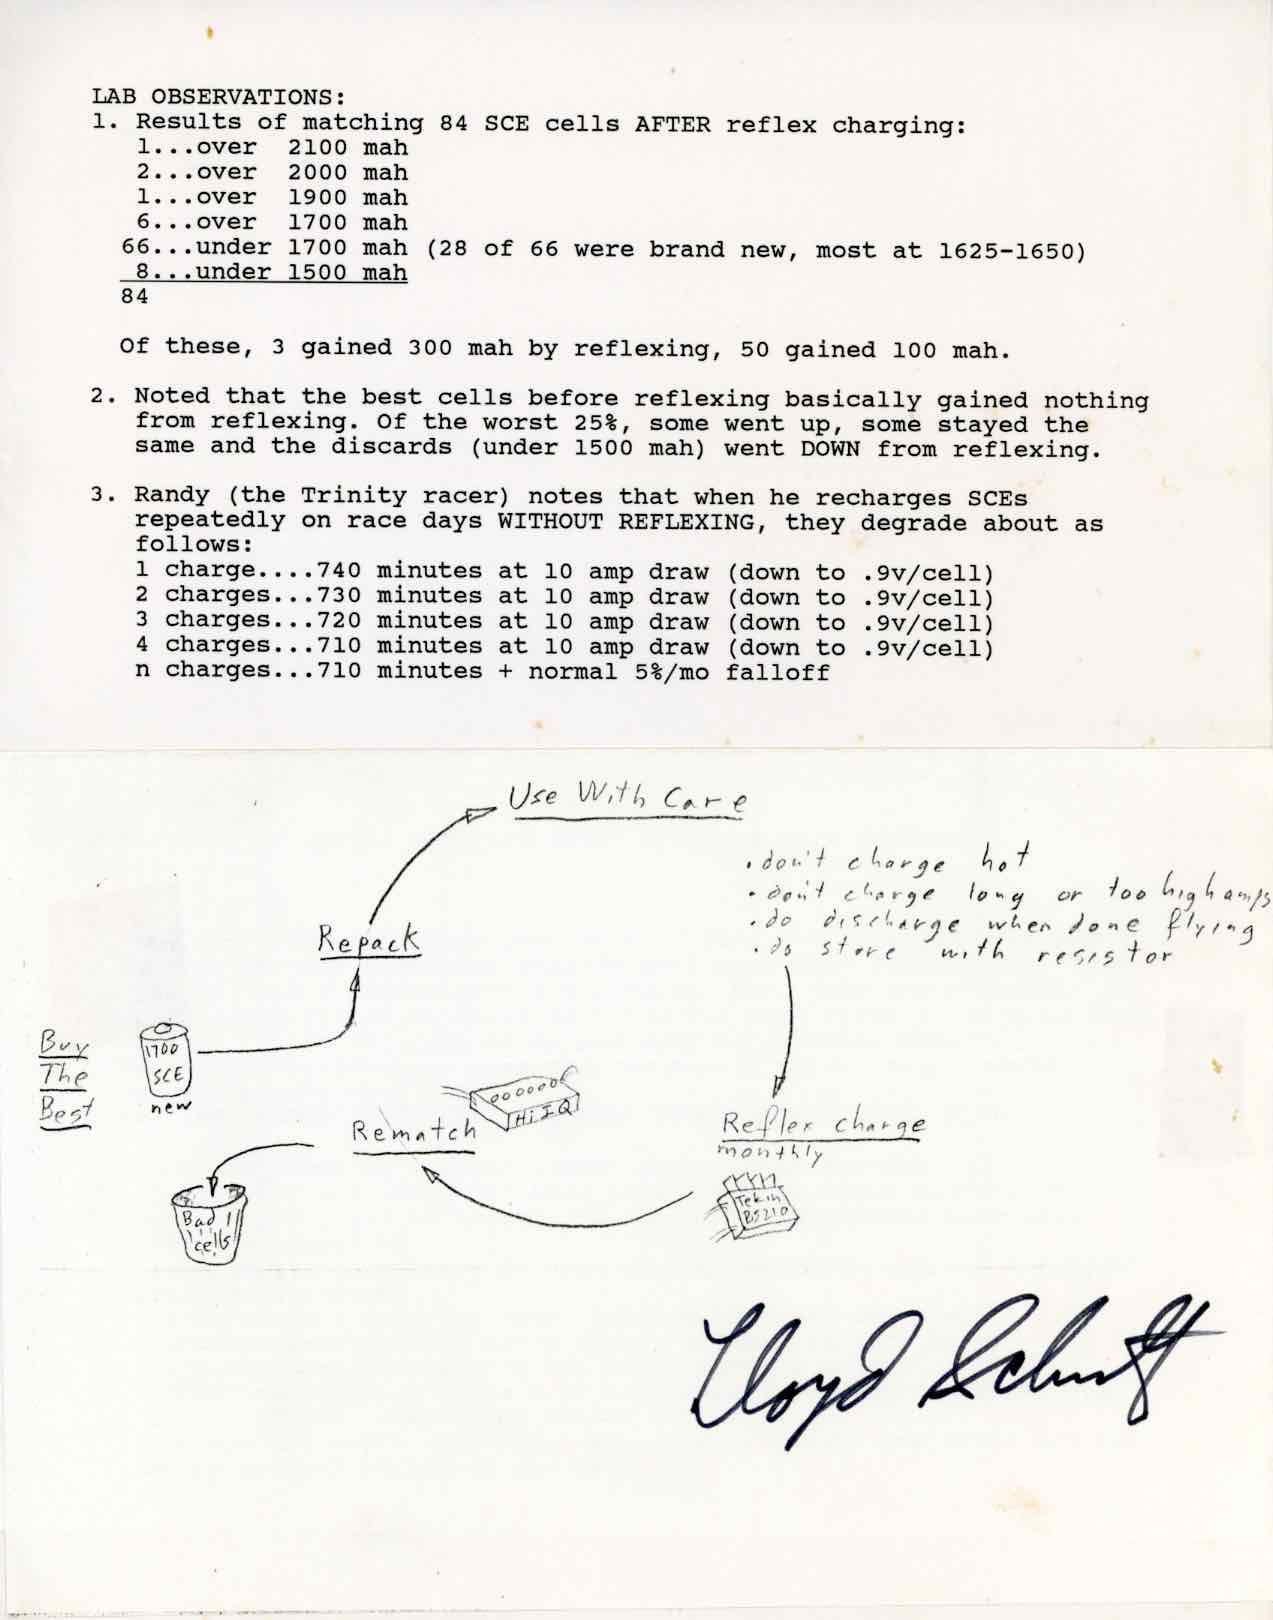 LAB OBSERVATIONS:
1. Results of matching 84 SCE cells AFTER reflex charging:
1...over 2100 mah
2...over 2000 mah
1...over 1900 mah
6...over 1700 mah
66...under 1700 mah (28 of 66 were brand new, most at 1625-1650)
8...under 1500 mah
84
Of these, 3 gained 300 mah by reflexing, 50 gained 100 mah.
2. Noted that the best cells before reflexing basically gained nothing
from reflexing. Of the worst 25%, some went up, some stayed the
same and the discards (under 1500 mah) went DOWN from reflexing.
3. Randy (the Trinity racer) notes that when he recharges SCEs
repeatedly on race days WITHOUT REFLEXING, they degrade about as
follows:
1 charge....740 minutes at 10 amp draw (down to .9v/cell)
2 charges...730 minutes at 10 amp draw (down to .9v/cell)
3 charges...720 minutes at 10 amp draw (down to .9v/cell)
4 charges...710 minutes at 10 amp draw (down to .9v/cell)
n charges...710 minutes + normal 5%/mo falloff
Use With Care
• don't charge hot
• don't charge long or too high amps
• do discharge when done flying
• do store with resistor
Repack
Buy
The
Best
1700
SCE
new
Hi IQ
Rematch
Reflex charge
monthly
Tekin
BS210
Bad
cells
Lloyd